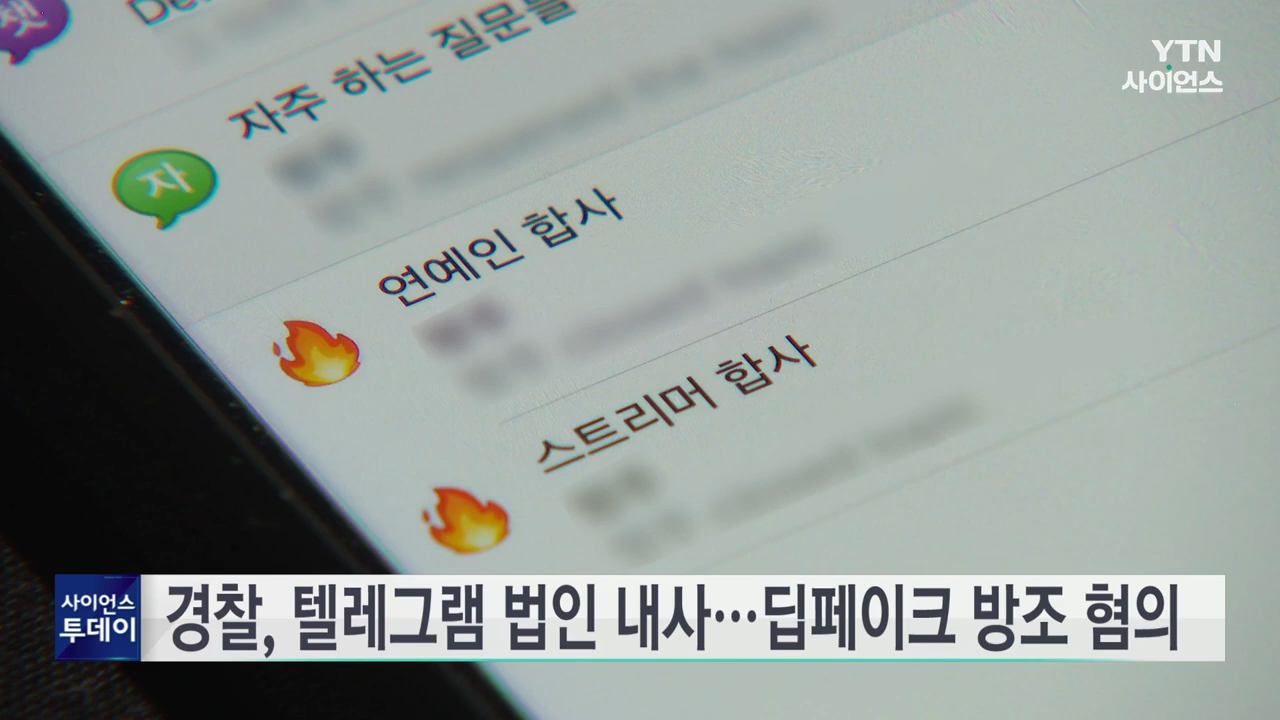 챗
자주 하는 질문들
자
연예인 합사
스트리머 합사
YTN
사이언스
사이언스
투데이
경찰, 텔레그램 법인 내사…딥페이크 방조 혐의